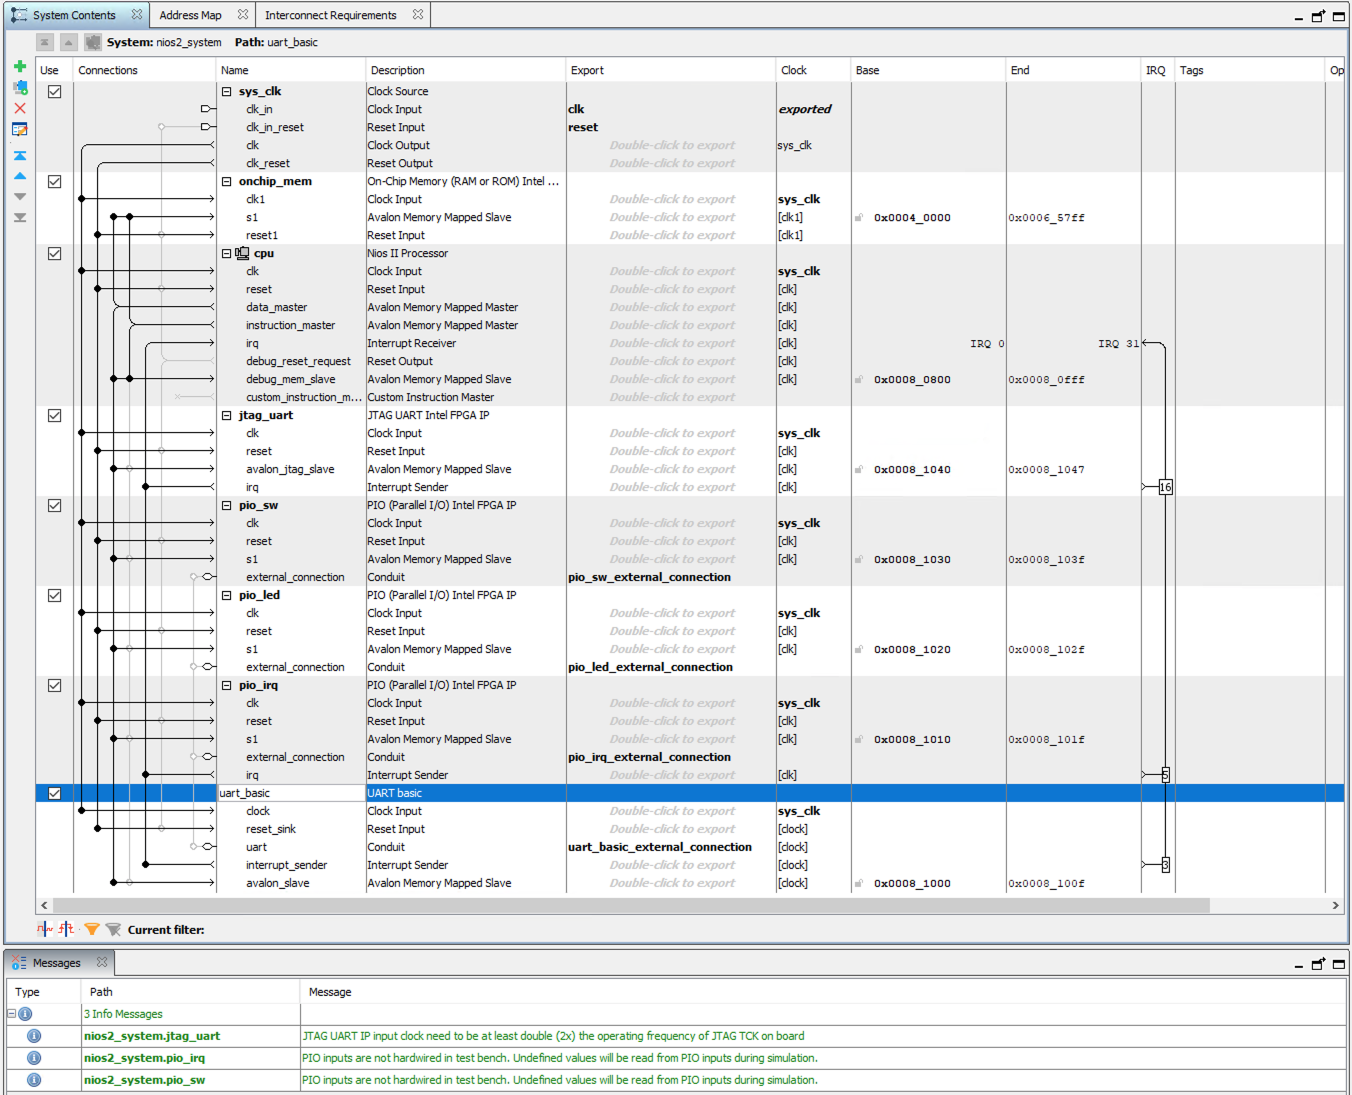 System Contents Address Map Interconnect Requirements
System: nios2_system Path: uart_basic
Use Connections Name Description Export Clock Base End IRQ Tags Op
sys_clk Clock Source
clk_in Clock Input clk exported
clk_in_reset Reset Input reset
clk Clock Output Double-click to export sys_clk
clk_reset Reset Output Double-click to export
onchip_mem On-Chip Memory (RAM or ROM) Intel ...
clk1 Clock Input Double-click to export sys_clk
s1 Avalon Memory Mapped Slave Double-click to export [clk1] 0x0004_0000 0x0006_57ff
reset1 Reset Input Double-click to export [clk1]
cpu Nios II Processor
clk Clock Input Double-click to export sys_clk
reset Reset Input Double-click to export [clk]
data_master Avalon Memory Mapped Master Double-click to export [clk]
instruction_master Avalon Memory Mapped Master Double-click to export [clk]
irq Interrupt Receiver Double-click to export [clk] IRQ 0 IRQ 31
debug_reset_request Reset Output Double-click to export [clk]
debug_mem_slave Avalon Memory Mapped Slave Double-click to export [clk] 0x0008_0800 0x0008_0fff
custom_instruction_m... Custom Instruction Master Double-click to export
jtag_uart JTAG UART Intel FPGA IP
clk Clock Input Double-click to export sys_clk
reset Reset Input Double-click to export [clk]
avalon_jtag_slave Avalon Memory Mapped Slave Double-click to export [clk] 0x0008_1040 0x0008_1047
irq Interrupt Sender Double-click to export [clk] 16
pio_sw PIO (Parallel I/O) Intel FPGA IP
clk Clock Input Double-click to export sys_clk
reset Reset Input Double-click to export [clk]
s1 Avalon Memory Mapped Slave Double-click to export [clk] 0x0008_1030 0x0008_103f
external_connection Conduit pio_sw_external_connection
pio_led PIO (Parallel I/O) Intel FPGA IP
clk Clock Input Double-click to export sys_clk
reset Reset Input Double-click to export [clk]
s1 Avalon Memory Mapped Slave Double-click to export [clk] 0x0008_1020 0x0008_102f
external_connection Conduit pio_led_external_connection
pio_irq PIO (Parallel I/O) Intel FPGA IP
clk Clock Input Double-click to export sys_clk
reset Reset Input Double-click to export [clk]
s1 Avalon Memory Mapped Slave Double-click to export [clk] 0x0008_1010 0x0008_101f
external_connection Conduit pio_irq_external_connection
irq Interrupt Sender Double-click to export [clk] 5
uart_basic UART basic
clock Clock Input Double-click to export sys_clk
reset_sink Reset Input Double-click to export [clock]
uart Conduit uart_basic_external_connection [clock]
interrupt_sender Interrupt Sender Double-click to export [clock] 3
avalon_slave Avalon Memory Mapped Slave Double-click to export [clock] 0x0008_1000 0x0008_100f
Current filter:
Messages
Type Path Message
3 Info Messages
nios2_system.jtag_uart JTAG UART IP input clock need to be at least double (2x) the operating frequency of JTAG TCK on board
nios2_system.pio_irq PIO inputs are not hardwired in test bench. Undefined values will be read from PIO inputs during simulation.
nios2_system.pio_sw PIO inputs are not hardwired in test bench. Undefined values will be read from PIO inputs during simulation.